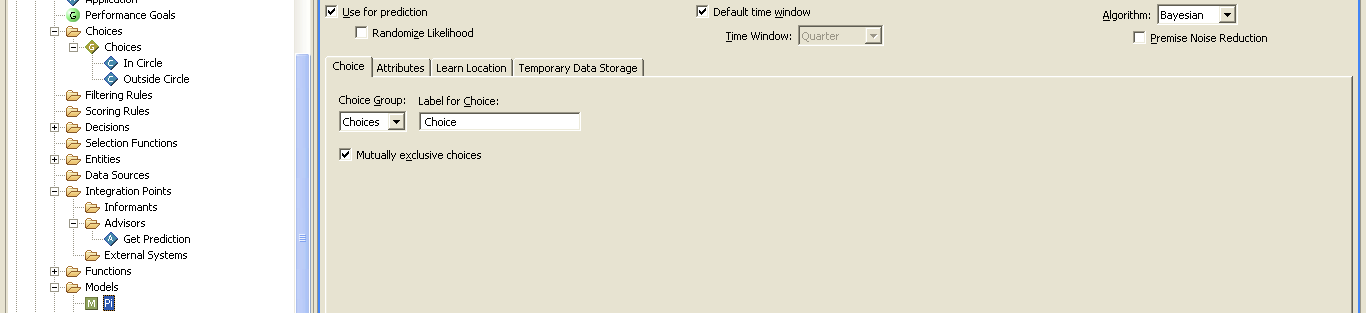 Application
Performance Goals
Choices
Choices
In Circle
Outside Circle
Filtering Rules
Scoring Rules
Decisions
Selection Functions
Entities
Data Sources
Integration Points
Informants
Advisors
Get Prediction
External Systems
Functions
Models
PI
Use for prediction
Randomize Likelihood
Default time window
Time Window: Quarter
Algorithm: Bayesian
Premise Noise Reduction
Choice Attributes Learn Location Temporary Data Storage
Choice Group: Label for Choice:
Choices Choice
Mutually exclusive choices